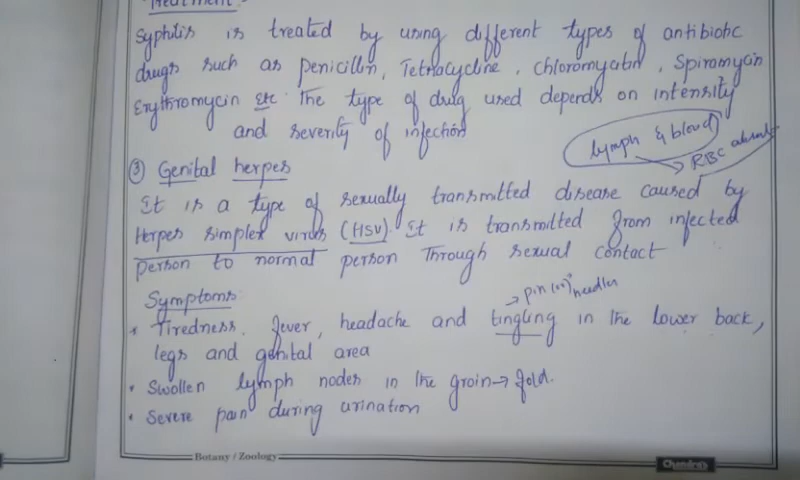 Treatment:
Syphilis is treated by using different types of antibiotic
drugs such as Penicillin, Tetracycline, Chloromycetin, Spiromycin
Erythromycin Etc. The type of drug used depends on intensity
and severity of infection
lymph & blood
→ RBC absent
③ Genital herpes
It is a type of sexually transmitted disease caused by
Herpes simplex virus (HSV). It is transmitted from infected
person to normal person Through sexual contact
Symptoms
→ pin needles
* Tiredness, fever, headache and tingling in the lower back,
legs and genital area
* Swollen lymph nodes in the groin → fold.
* Severe pain during urination
Botany / Zoology